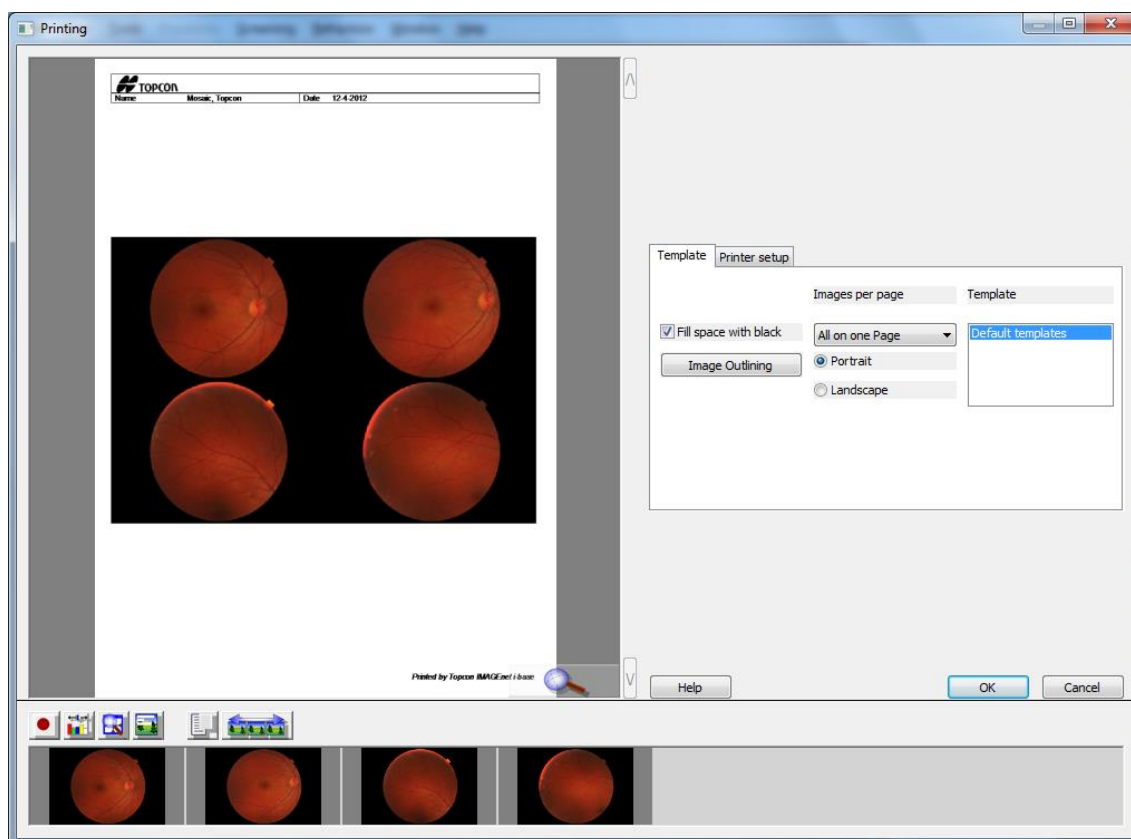 Printing
TOPCON
Name Mosaic, Topcon Date 12-4-2012
Template Printer setup
Images per page Template
Fill space with black All on one Page Default templates
Image Outlining Portrait
Landscape
Printed by Topcon IMAGEnet i-base
Help OK Cancel